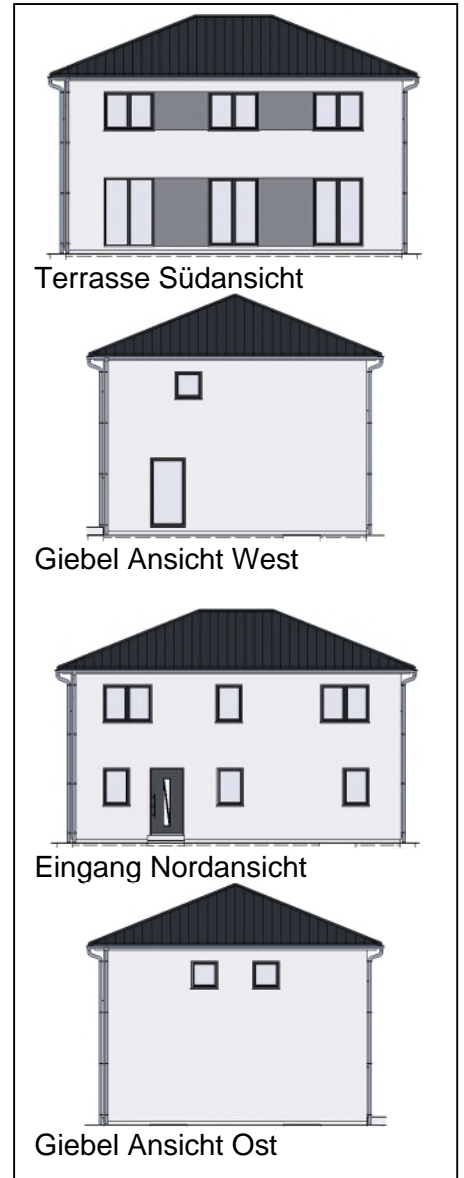 Terrasse Südansicht
Giebel Ansicht West
Eingang Nordansicht
Giebel Ansicht Ost